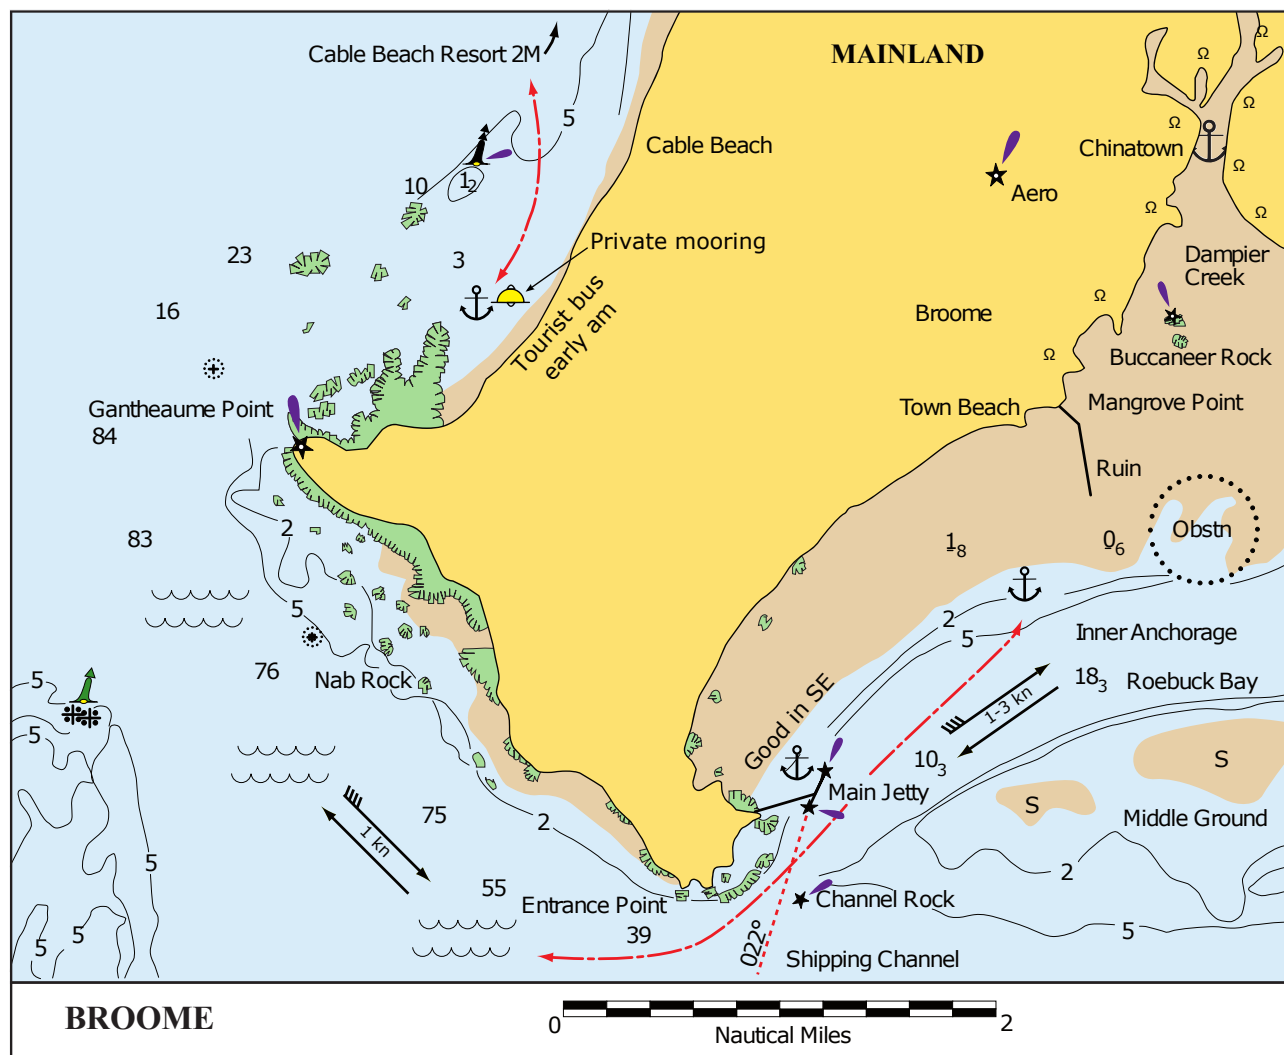 Cable Beach Resort 2M
MAINLAND
5
Cable Beach
Chinatown
10
1₂
Aero
23
3
Private mooring
Dampier
Creek
16
Tourist bus
early am
Broome
Buccaneer Rock
Gantheaume Point
Town Beach
Mangrove Point
84
Ruin
2
Obstn
83
1₈
0₆
5
2
5
Inner Anchorage
76
Nab Rock
5
18₃
Roebuck Bay
Good in SE
1-3 kn
5
10₃
S
Main Jetty
S
Middle Ground
75
2
1 kn
5
2
55
Entrance Point
Channel Rock
39
022°
5
5
5
Shipping Channel
BROOME
0
2
Nautical Miles